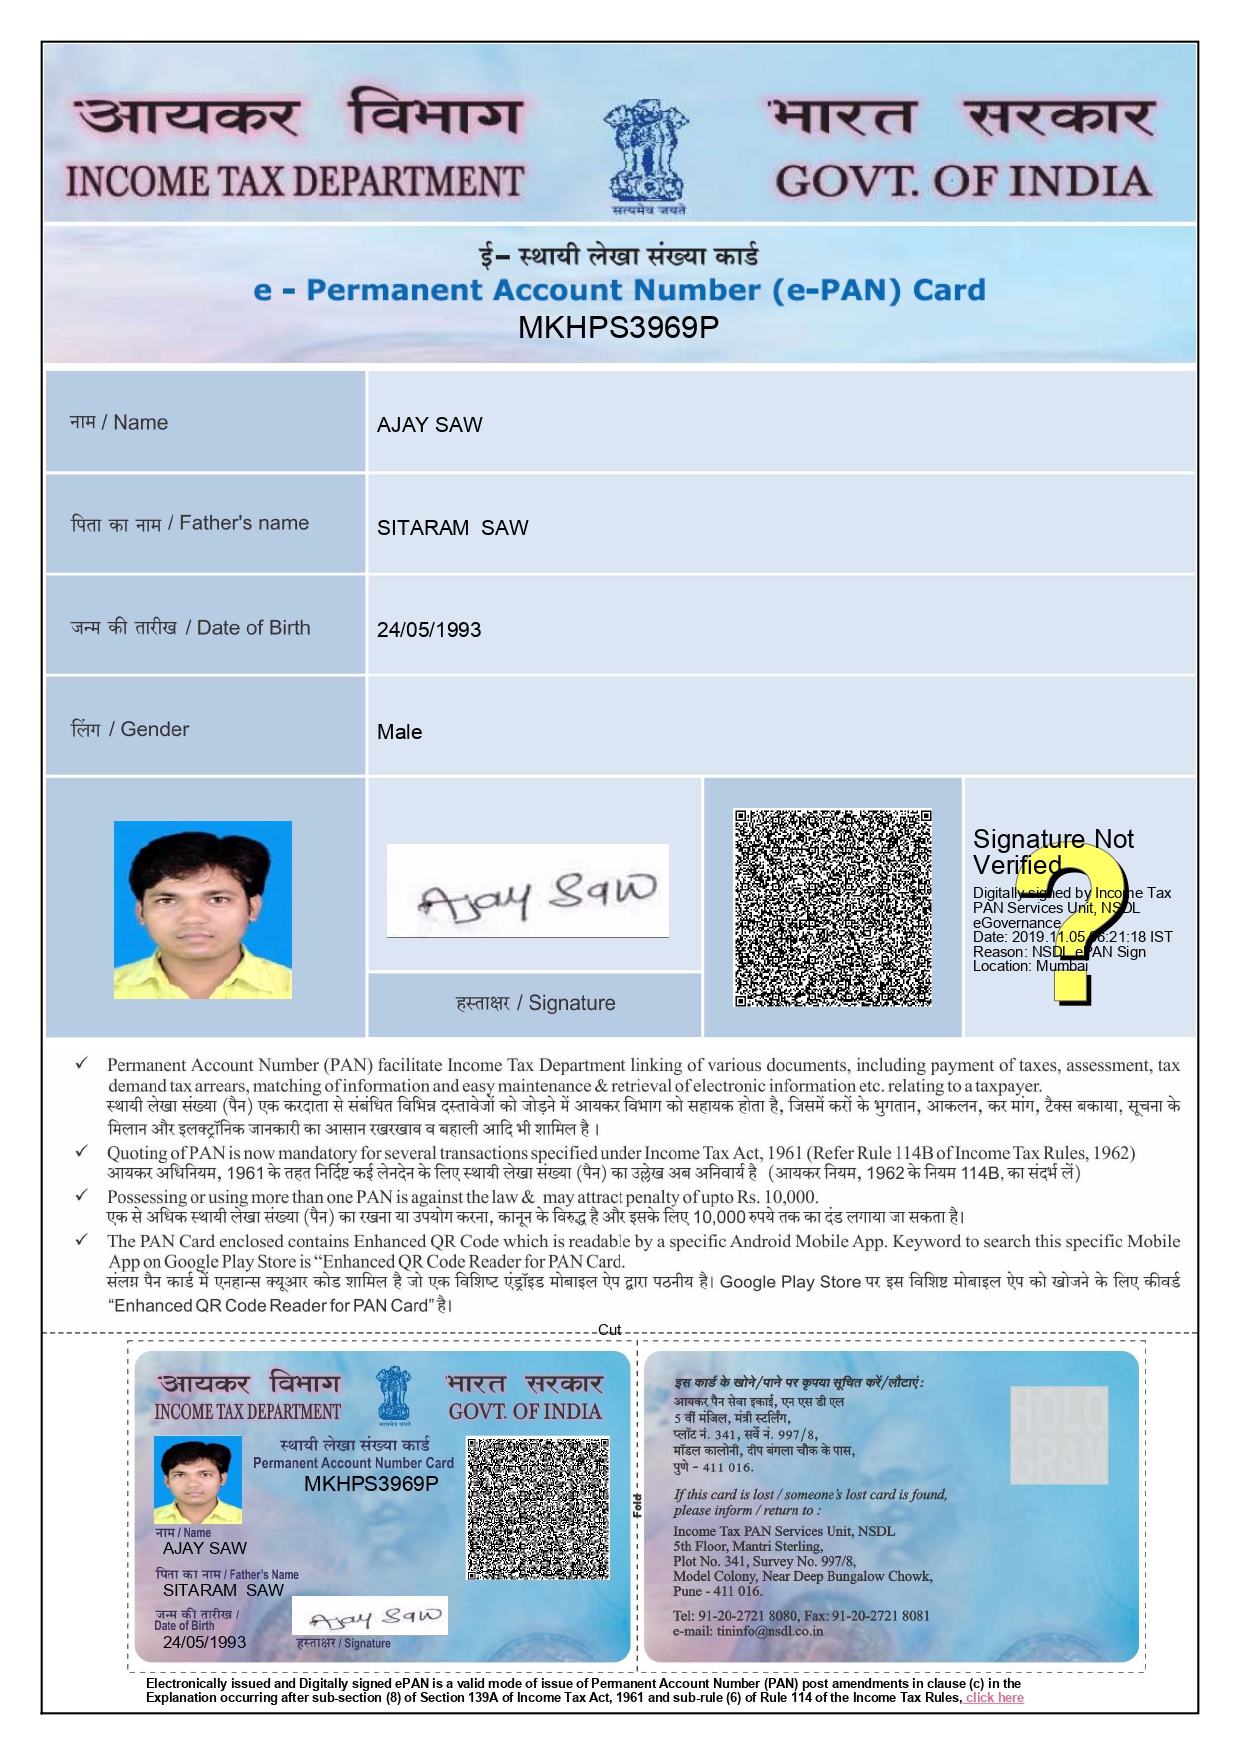 आयकर विभाग
INCOME TAX DEPARTMENT
सत्यमेव जयते
भारत सरकार
GOVT. OF INDIA
ई– स्थायी लेखा संख्या कार्ड
e - Permanent Account Number (e-PAN) Card
MKHPS3969P
नाम / Name
AJAY SAW
पिता का नाम / Father's name
SITARAM SAW
जन्म की तारीख / Date of Birth
24/05/1993
लिंग / Gender
Male
Ajay Saw
हस्ताक्षर / Signature
Signature Not
Verified
Digitally signed by Income Tax
PAN Services Unit, NSDL
eGovernance
Date: 2019.11.05 06:21:18 IST
Reason: NSDL ePAN Sign
Location: Mumbai
✓ Permanent Account Number (PAN) facilitate Income Tax Department linking of various documents, including payment of taxes, assessment, tax
demand tax arrears, matching of information and easy maintenance & retrieval of electronic information etc. relating to a taxpayer.
स्थायी लेखा संख्या (पैन) एक करदाता से संबंधित विभिन्न दस्तावेजों को जोड़ने में आयकर विभाग को सहायक होता है, जिसमें करों के भुगतान, आकलन, कर मांग, टैक्स बकाया, सूचना के
मिलान और इलक्ट्रॉनिक जानकारी का आसान रखरखाव व बहाली आदि भी शामिल है ।
✓ Quoting of PAN is now mandatory for several transactions specified under Income Tax Act, 1961 (Refer Rule 114B of Income Tax Rules, 1962)
आयकर अधिनियम, 1961 के तहत निर्दिष्ट कई लेनदेन के लिए स्थायी लेखा संख्या (पैन) का उल्लेख अब अनिवार्य है (आयकर नियम, 1962 के नियम 114B, का संदर्भ लें)
✓ Possessing or using more than one PAN is against the law & may attract penalty of upto Rs. 10,000.
एक से अधिक स्थायी लेखा संख्या (पैन) का रखना या उपयोग करना, कानून के विरुद्ध है और इसके लिए 10,000 रुपये तक का दंड लगाया जा सकता है।
✓ The PAN Card enclosed contains Enhanced QR Code which is readable by a specific Android Mobile App. Keyword to search this specific Mobile
App on Google Play Store is “Enhanced QR Code Reader for PAN Card.
संलग्न पैन कार्ड में एनहान्स क्यूआर कोड शामिल है जो एक विशिष्ट एंड्रॉइड मोबाइल ऐप द्वारा पठनीय है। Google Play Store पर इस विशिष्ट मोबाइल ऐप को खोजने के लिए कीवर्ड
“Enhanced QR Code Reader for PAN Card” है।
Cut
आयकर विभाग
INCOME TAX DEPARTMENT
सत्यमेव जयते
भारत सरकार
GOVT. OF INDIA
स्थायी लेखा संख्या कार्ड
Permanent Account Number Card
MKHPS3969P
नाम / Name
AJAY SAW
पिता का नाम / Father's Name
SITARAM SAW
जन्म की तारीख /
Date of Birth
24/05/1993
Ajay Saw
हस्ताक्षर / Signature
Fold
इस कार्ड के खोने/पाने पर कृपया सूचित करें/लौटाएं :
आयकर पैन सेवा इकाई, एन एस डी एल
5 वीं मंजिल, मंत्री स्टर्लिंग,
प्लॉट नं. 341, सर्वे नं. 997/8,
मॉडल कालोनी, दीप बंगला चौक के पास,
पुणे – 411 016.
If this card is lost / someone's lost card is found,
please inform / return to :
Income Tax PAN Services Unit, NSDL
5th Floor, Mantri Sterling,
Plot No. 341, Survey No. 997/8,
Model Colony, Near Deep Bungalow Chowk,
Pune - 411 016.
Tel: 91-20-2721 8080, Fax: 91-20-2721 8081
e-mail: tininfo@nsdl.co.in
HOLO
GRAM
Electronically issued and Digitally signed ePAN is a valid mode of issue of Permanent Account Number (PAN) post amendments in clause (c) in the
Explanation occurring after sub-section (8) of Section 139A of Income Tax Act, 1961 and sub-rule (6) of Rule 114 of the Income Tax Rules, click here